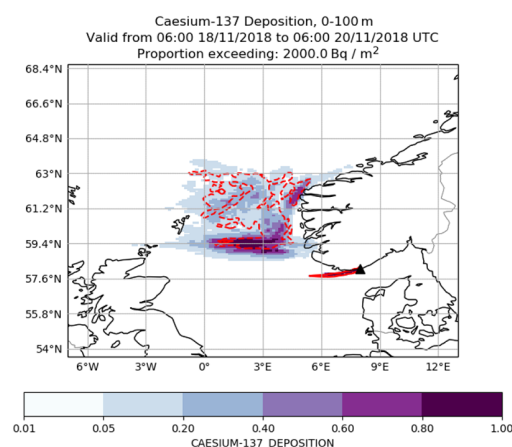 Caesium-137 Deposition, 0-100 m
Valid from 06:00 18/11/2018 to 06:00 20/11/2018 UTC
Proportion exceeding: 2000.0 Bq / m²
68.4°N
66.6°N
64.8°N
63°N
61.2°N
59.4°N
57.6°N
55.8°N
54°N
6°W 3°W 0° 3°E 6°E 9°E 12°E
0.01 0.05 0.20 0.40 0.60 0.80 1.00
CAESIUM-137_DEPOSITION